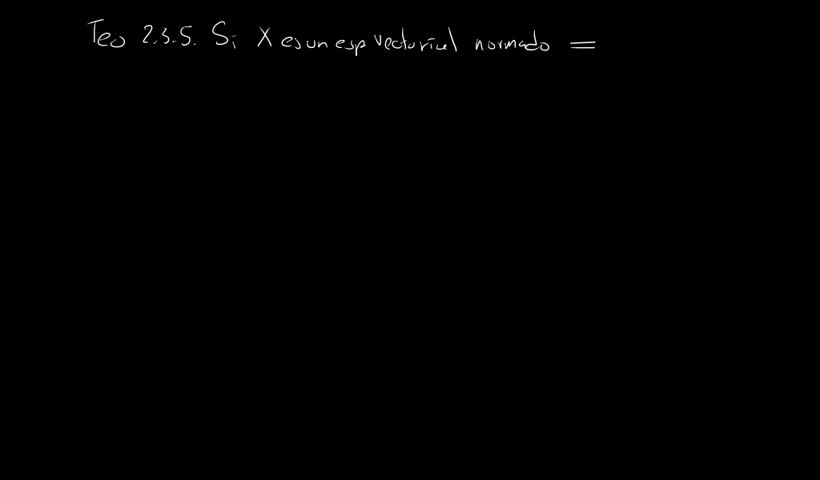 Teo 2.3.5. Si X es un esp vectorial normado =